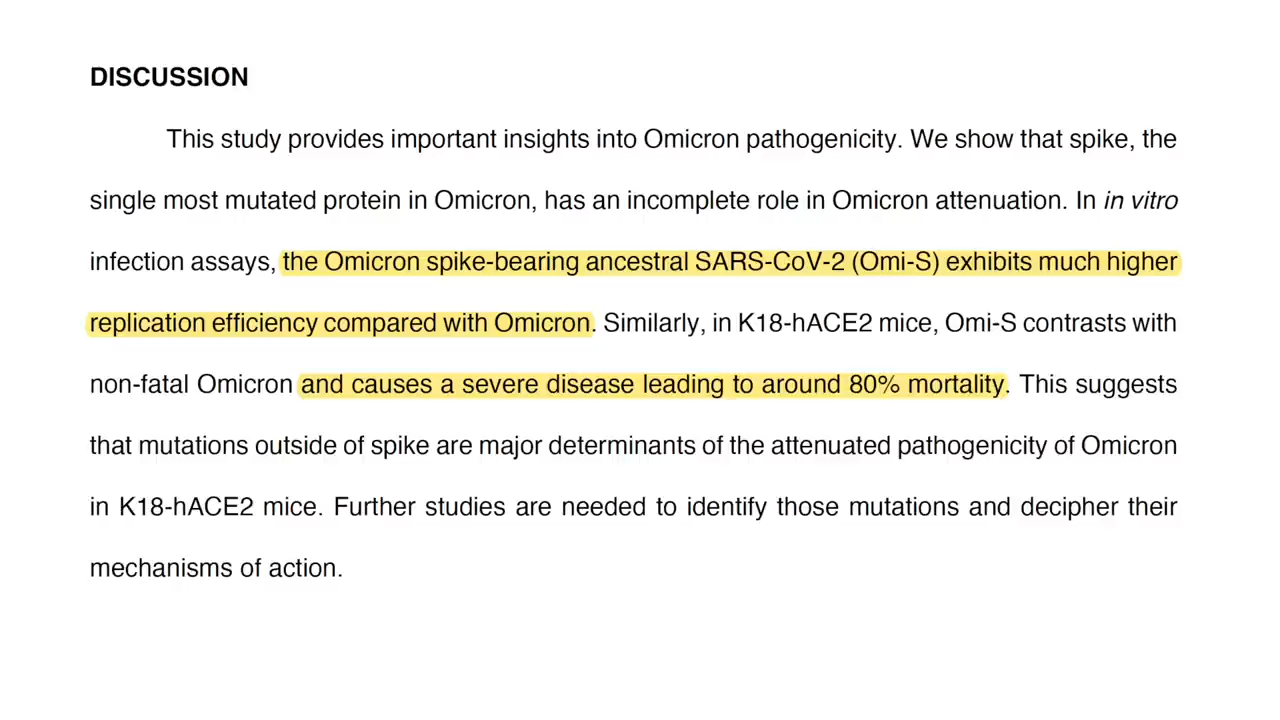 DISCUSSION
This study provides important insights into Omicron pathogenicity. We show that spike, the
single most mutated protein in Omicron, has an incomplete role in Omicron attenuation. In in vitro
infection assays, the Omicron spike-bearing ancestral SARS-CoV-2 (Omi-S) exhibits much higher
replication efficiency compared with Omicron. Similarly, in K18-hACE2 mice, Omi-S contrasts with
non-fatal Omicron and causes a severe disease leading to around 80% mortality. This suggests
that mutations outside of spike are major determinants of the attenuated pathogenicity of Omicron
in K18-hACE2 mice. Further studies are needed to identify those mutations and decipher their
mechanisms of action.